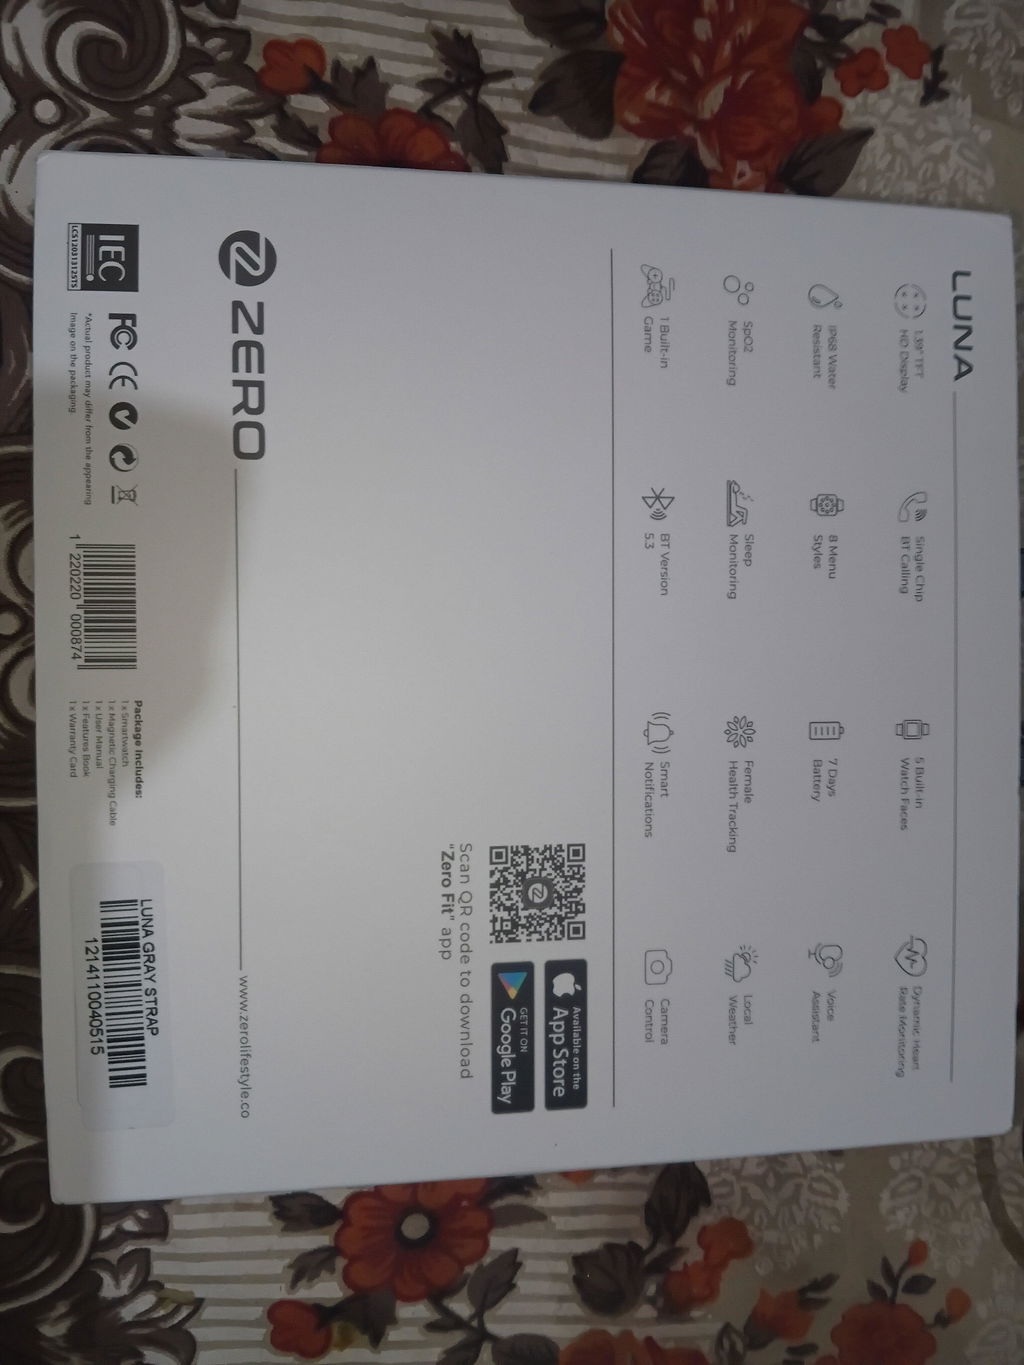 LUNA
1.39" TFT
HD Display
Single Chip
BT Calling
5 Built-in
Watch Faces
Dynamic Heart
Rate Monitoring
IP68 Water
Resistant
8 Menu
Styles
7 Days
Battery
Voice
Assistant
SpO2
Monitoring
Sleep
Monitoring
Female
Health Tracking
Local
Weather
1 Built-in
Game
BT Version
5.3
Smart
Notifications
Camera
Control
Available on the
App Store
GET IT ON
Google Play
Scan QR code to download
"Zero Fit" app
ZERO
www.zerolifestyle.co
IEC
LCS120313125TS
FC CE
*Actual product may differ from the appearing
image on the packaging.
1 220220 000874
Package Includes:
1 x Smartwatch
1 x Magnetic Charging Cable
1 x User Manual
1 x Features Book
1 x Warranty Card
LUNA GRAY STRAP
1214110040515